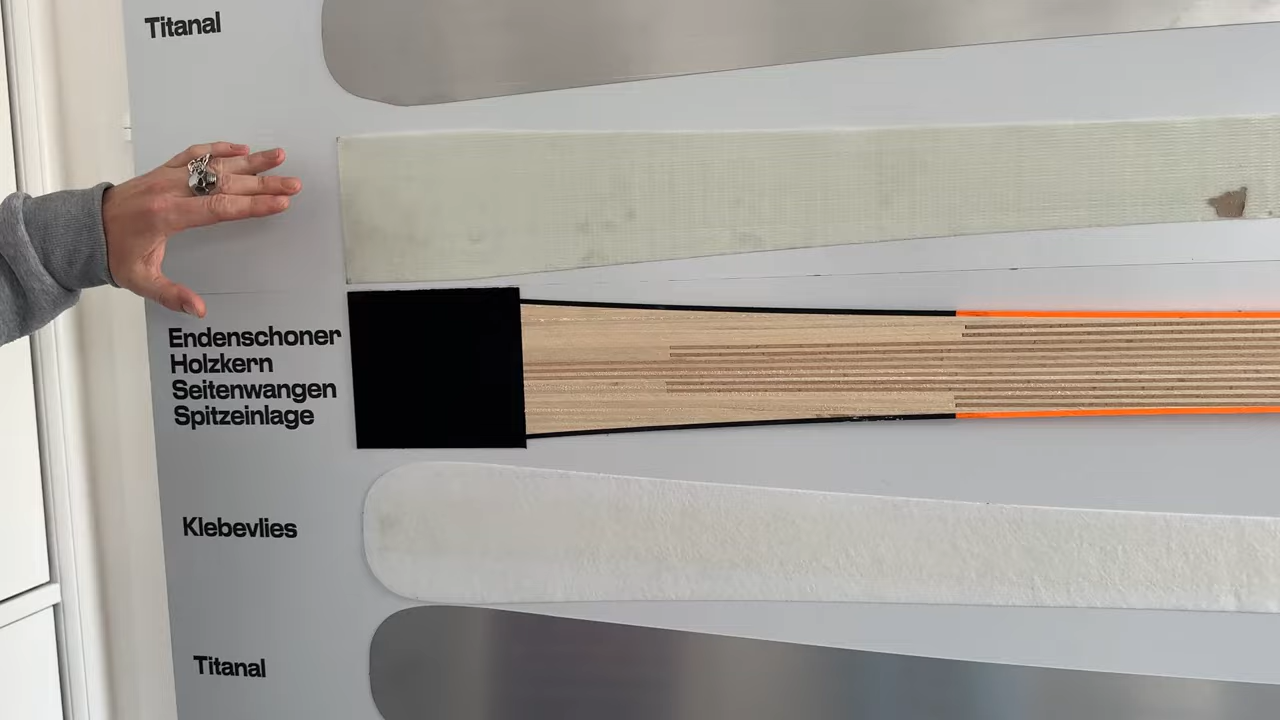 Titanal
Endenschoner
Holzkern
Seitenwangen
Spitzeinlage
Klebevlies
Titanal